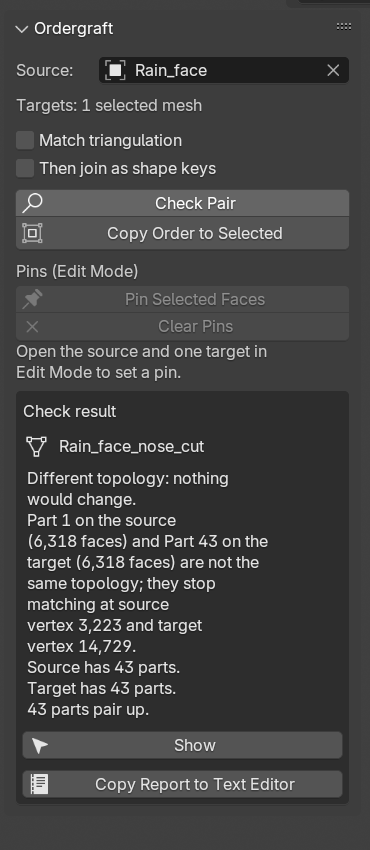 Ordergraft
Source:
Rain_face
Targets: 1 selected mesh
Match triangulation
Then join as shape keys
Check Pair
Copy Order to Selected
Pins (Edit Mode)
Pin Selected Faces
Clear Pins
Open the source and one target in
Edit Mode to set a pin.
Check result
Rain_face_nose_cut
Different topology: nothing
would change.
Part 1 on the source
(6,318 faces) and Part 43 on the
target (6,318 faces) are not the
same topology; they stop
matching at source
vertex 3,223 and target
vertex 14,729.
Source has 43 parts.
Target has 43 parts.
43 parts pair up.
Show
Copy Report to Text Editor